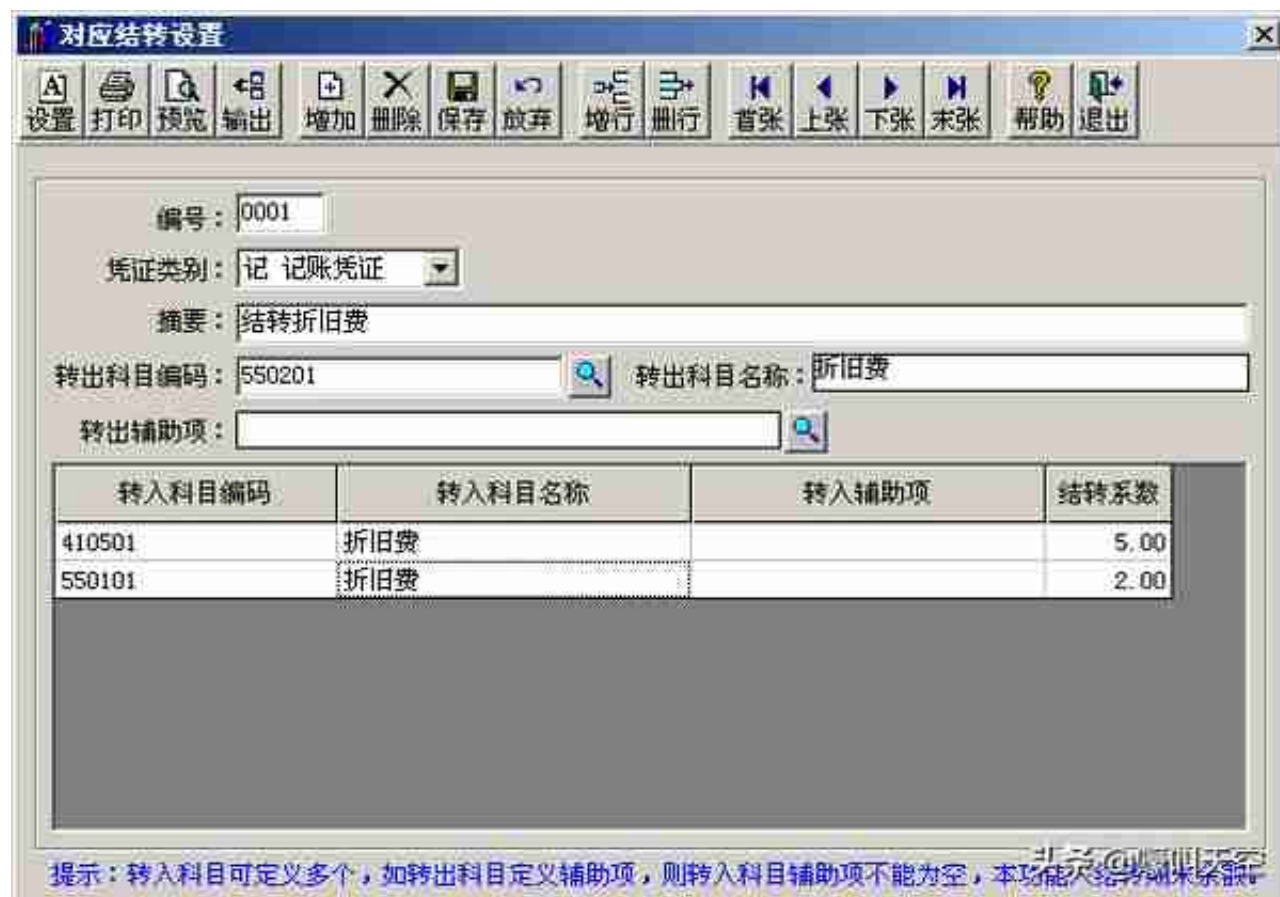 对应结转设置
设置 打印 预览 输出 增加 删除 保存 放弃 增行 删行 首张 上张 下张 末张 帮助 退出
编号：0001
凭证类别：记 记账凭证
摘要：结转折旧费
转出科目编码：550201 转出科目名称：折旧费
转出辅助项：
转入科目编码 转入科目名称 转入辅助项 结转系数
410501 折旧费 5.00
550101 折旧费 2.00
提示：转入科目可定义多个，如转出科目定义辅助项，则转入科目辅助项不能为空，本功能
头条